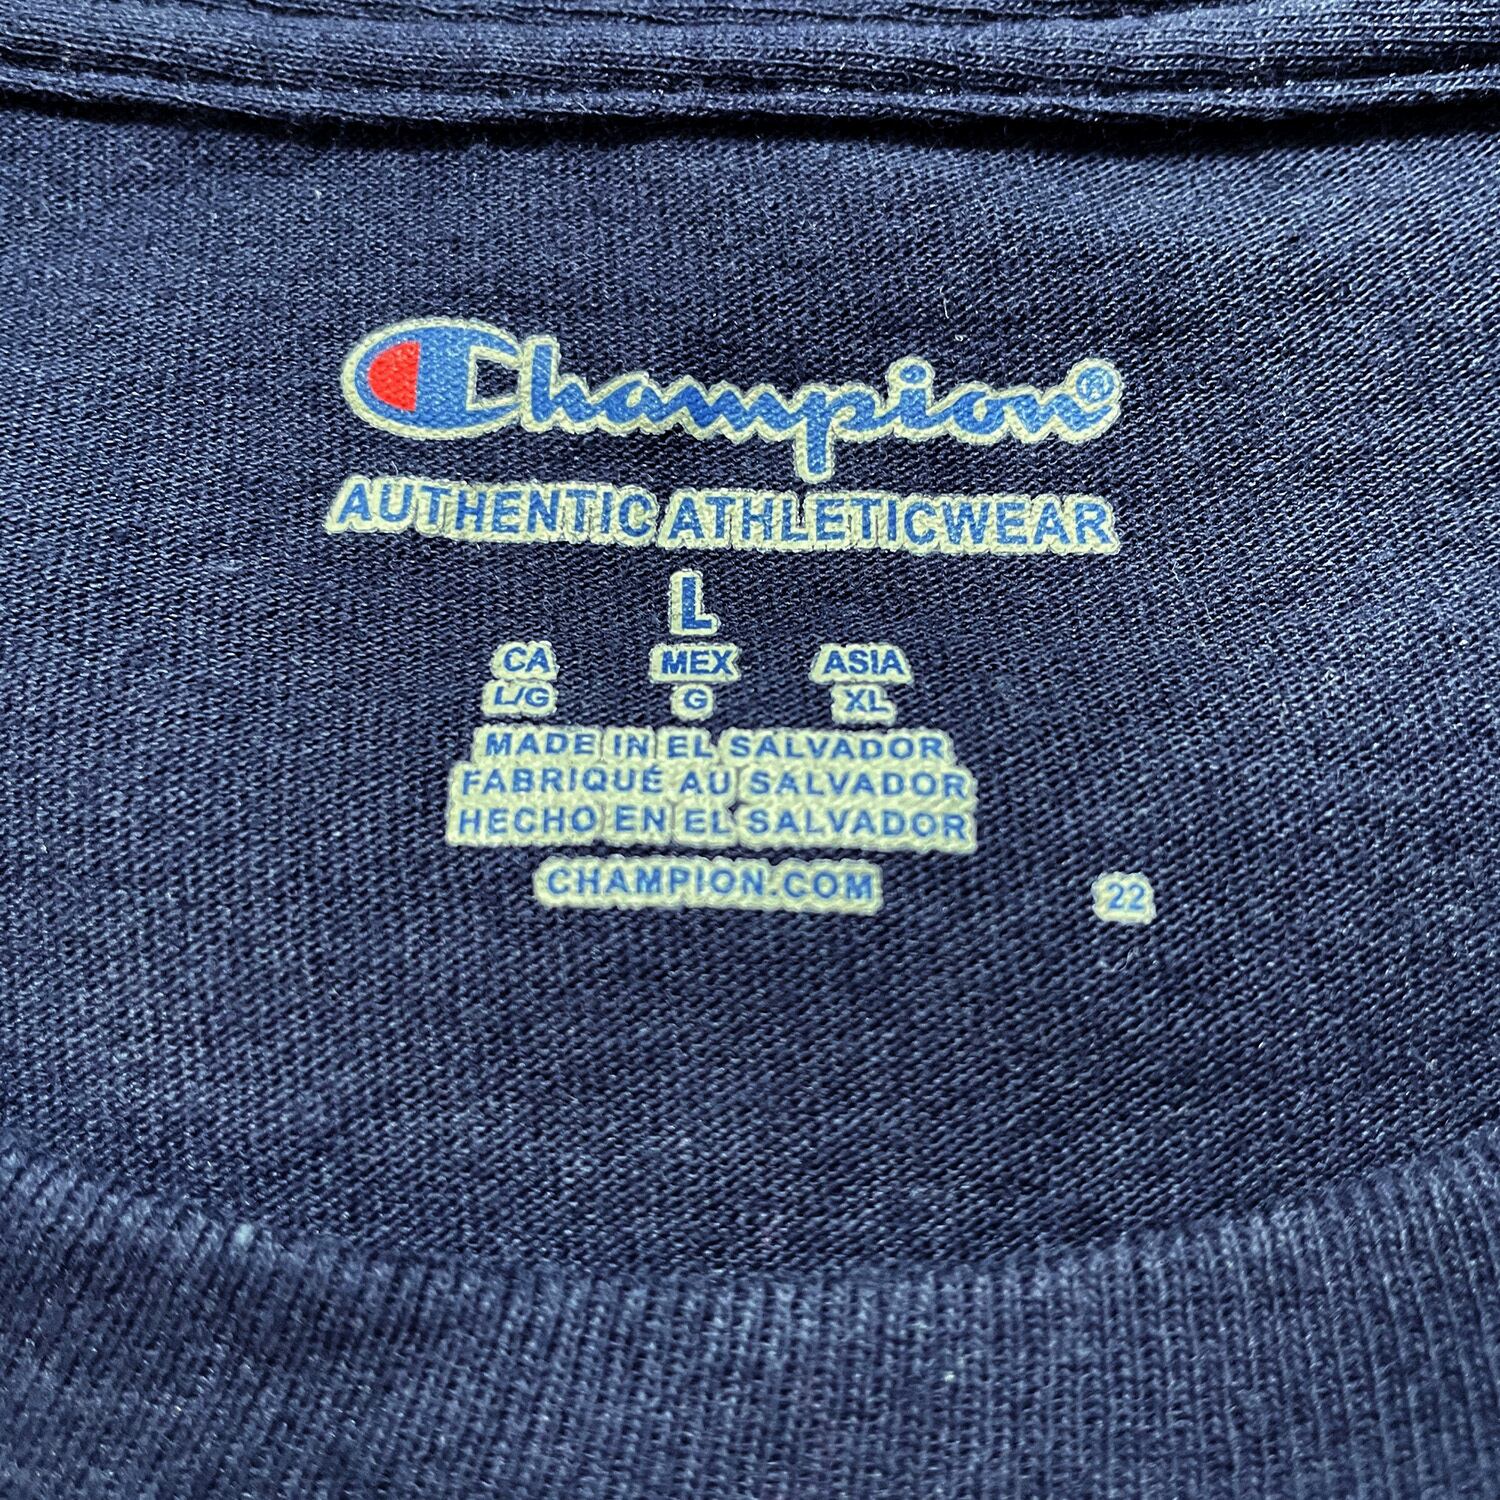 Champion®
AUTHENTIC ATHLETICWEAR
L
CA MEX ASIA
L/G G XL
MADE IN EL SALVADOR
FABRIQUÉ AU SALVADOR
HECHO EN EL SALVADOR
CHAMPION.COM 22